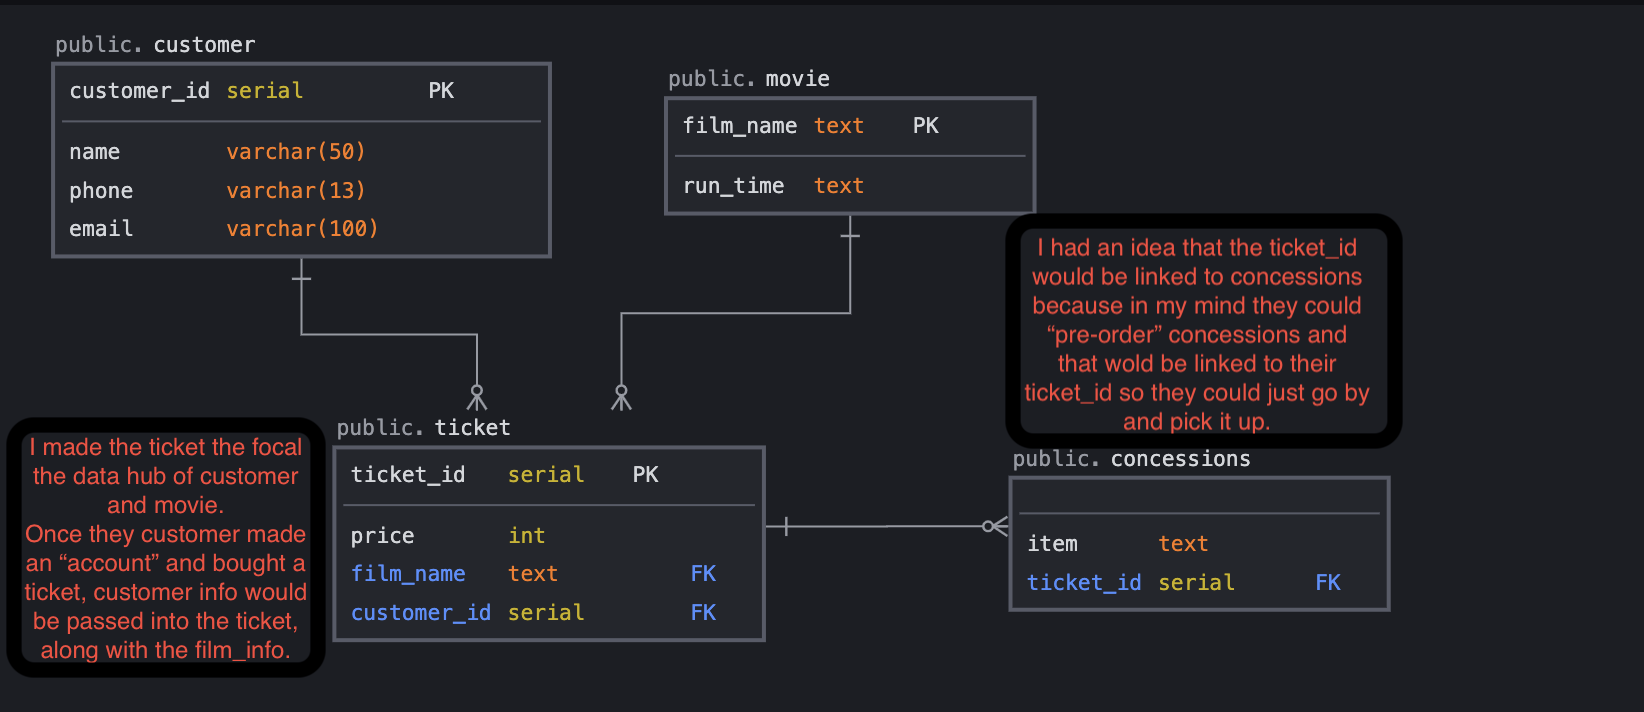 public. customer
customer_id serial PK
name varchar(50)
phone varchar(13)
email varchar(100)
public. movie
film_name text PK
run_time text
I had an idea that the ticket_id
would be linked to concessions
because in my mind they could
“pre-order” concessions and
that wold be linked to their
ticket_id so they could just go by
and pick it up.
I made the ticket the focal
the data hub of customer
and movie.
Once they customer made
an “account” and bought a
ticket, customer info would
be passed into the ticket,
along with the film_info.
public. ticket
ticket_id serial PK
price int
film_name text FK
customer_id serial FK
public. concessions
item text
ticket_id serial FK